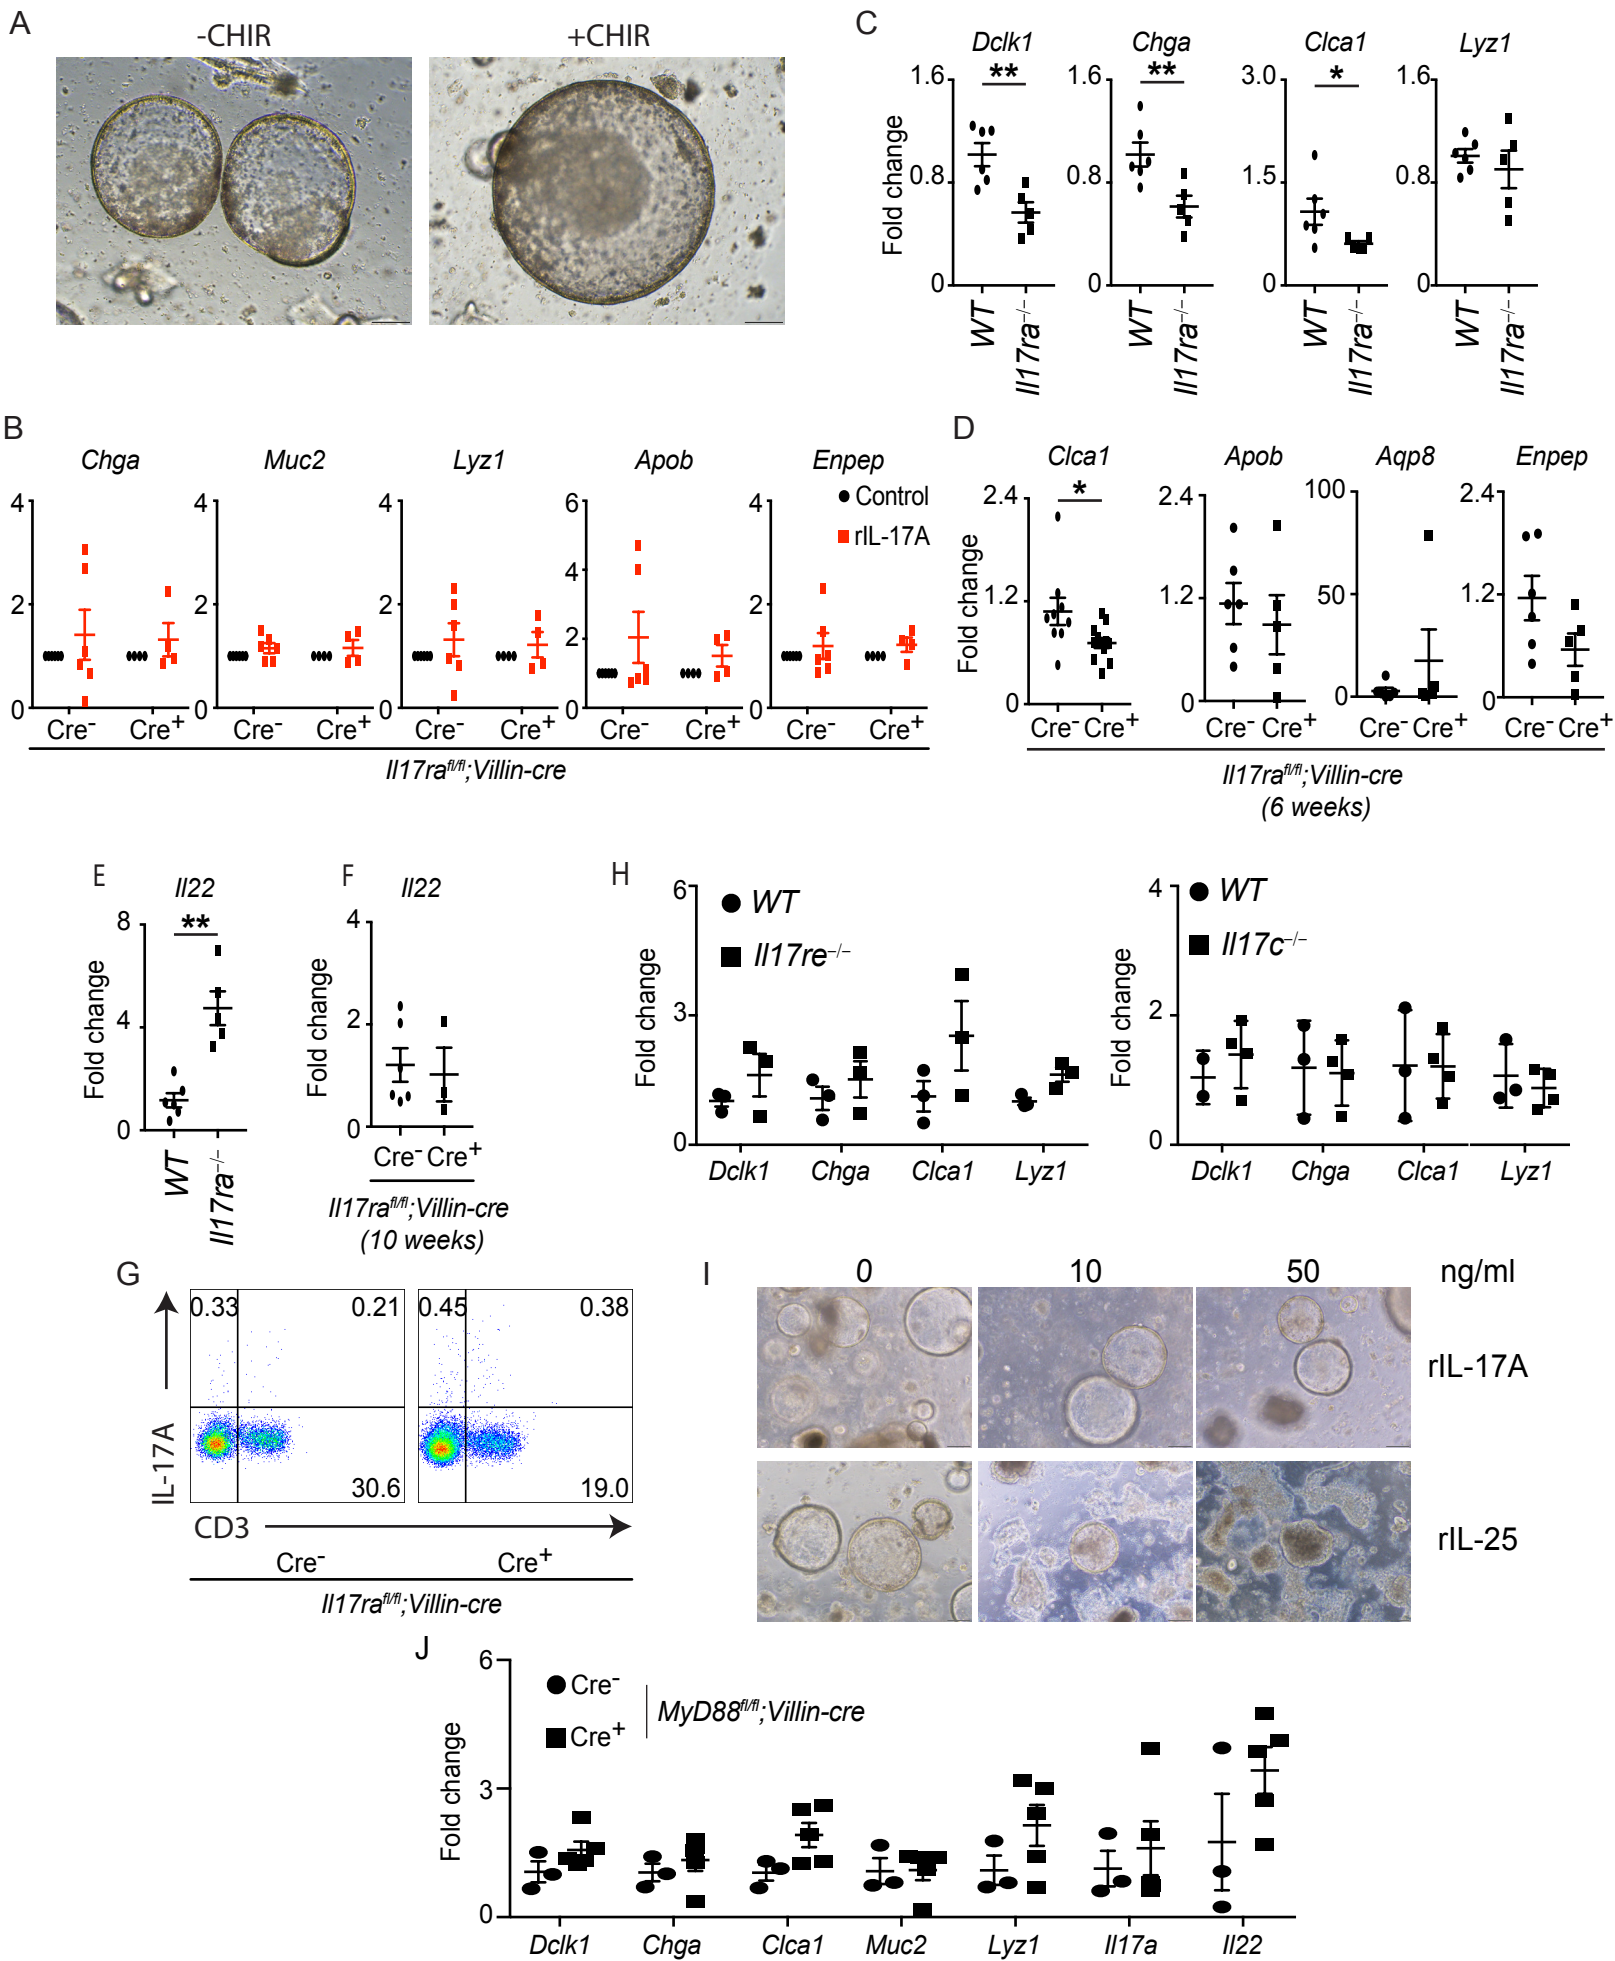 A
-CHIR
+CHIR
C
Dclk1
Chga
Clca1
Lyz1
**
**
*
1.6
1.6
3.0
1.6
Fold change
0.8
0.8
1.5
0.8
0
0
0
0
WT
Il17ra–/–
WT
Il17ra–/–
WT
Il17ra–/–
WT
Il17ra–/–
B
Chga
Muc2
Lyz1
Apob
Enpep
Control
rIL-17A
4
4
4
6
4
4
2
2
2
2
2
0
0
0
0
0
Cre- Cre+
Cre- Cre+
Cre- Cre+
Cre- Cre+
Cre- Cre+
Il17rafl/fl;Villin-cre
D
Clca1
Apob
Aqp8
Enpep
*
2.4
2.4
100
2.4
Fold change
1.2
1.2
50
1.2
0
0
0
0
Cre- Cre+
Cre- Cre+
Cre- Cre+
Cre- Cre+
Il17rafl/fl;Villin-cre
(6 weeks)
E
Il22
**
8
4
0
Fold change
WT
Il17ra–/–
F
Il22
4
2
0
Fold change
Cre- Cre+
Il17rafl/fl;Villin-cre
(10 weeks)
H
WT
Il17re–/–
6
3
0
Fold change
Dclk1
Chga
Clca1
Lyz1
WT
Il17c–/–
4
2
0
Fold change
Dclk1
Chga
Clca1
Lyz1
G
0.33
0.21
0.45
0.38
30.6
19.0
IL-17A
CD3
Cre-
Cre+
Il17rafl/fl;Villin-cre
I
0
10
50
ng/ml
rIL-17A
rIL-25
J
Cre-
Cre+
MyD88fl/fl;Villin-cre
6
3
0
Fold change
Dclk1
Chga
Clca1
Muc2
Lyz1
Il17a
Il22